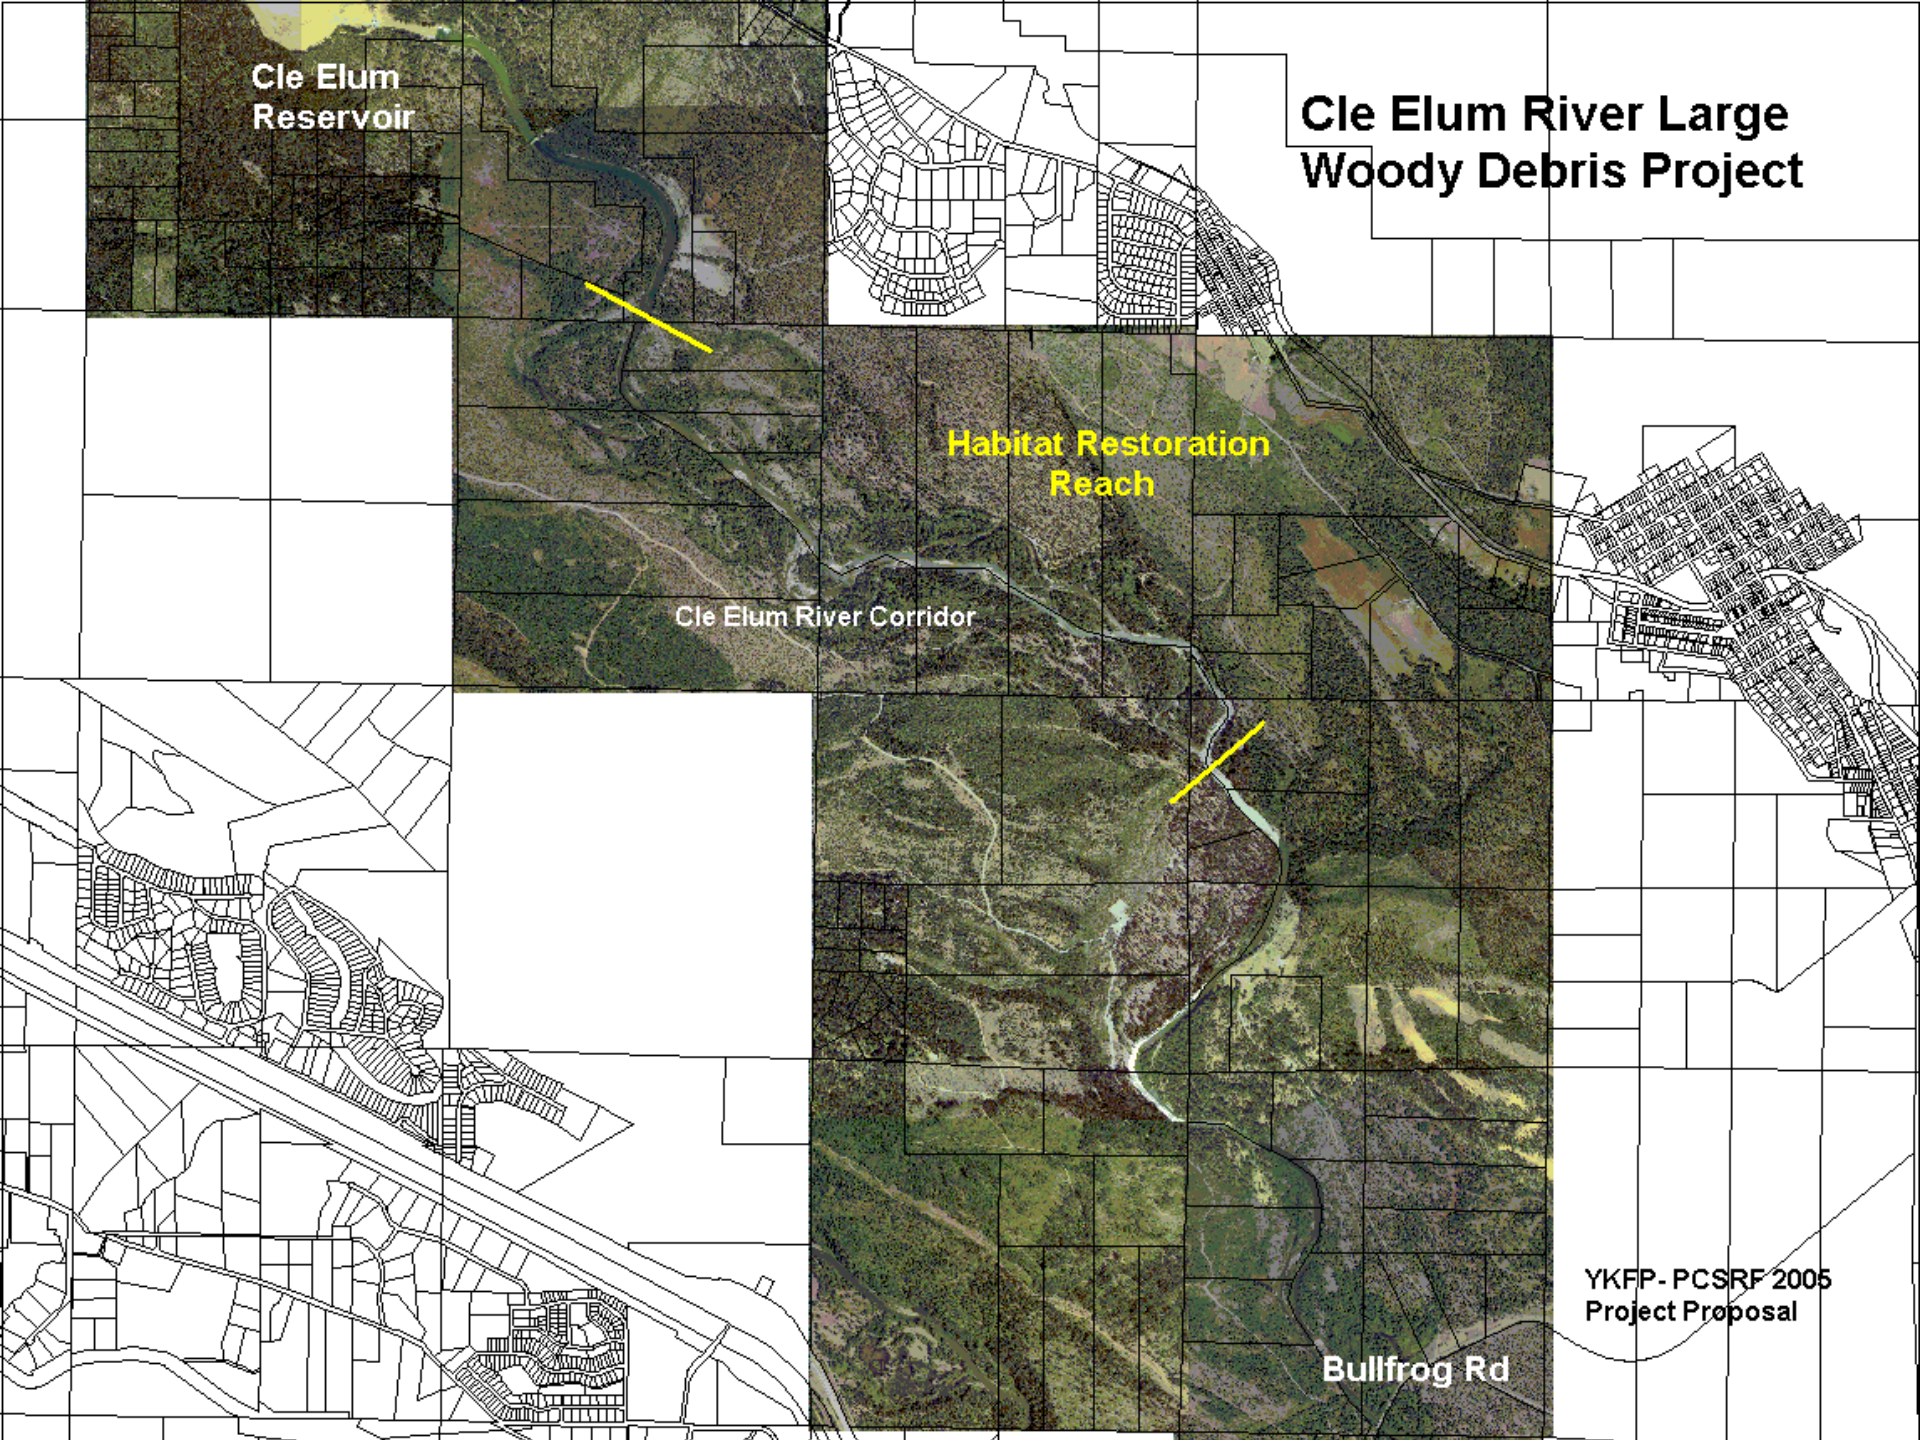 Cle Elum
Reservoir
Cle Elum River Large
Woody Debris Project
Habitat Restoration
Reach
Cle Elum River Corridor
YKFP- PCSRF 2005
Project Proposal
Bullfrog Rd